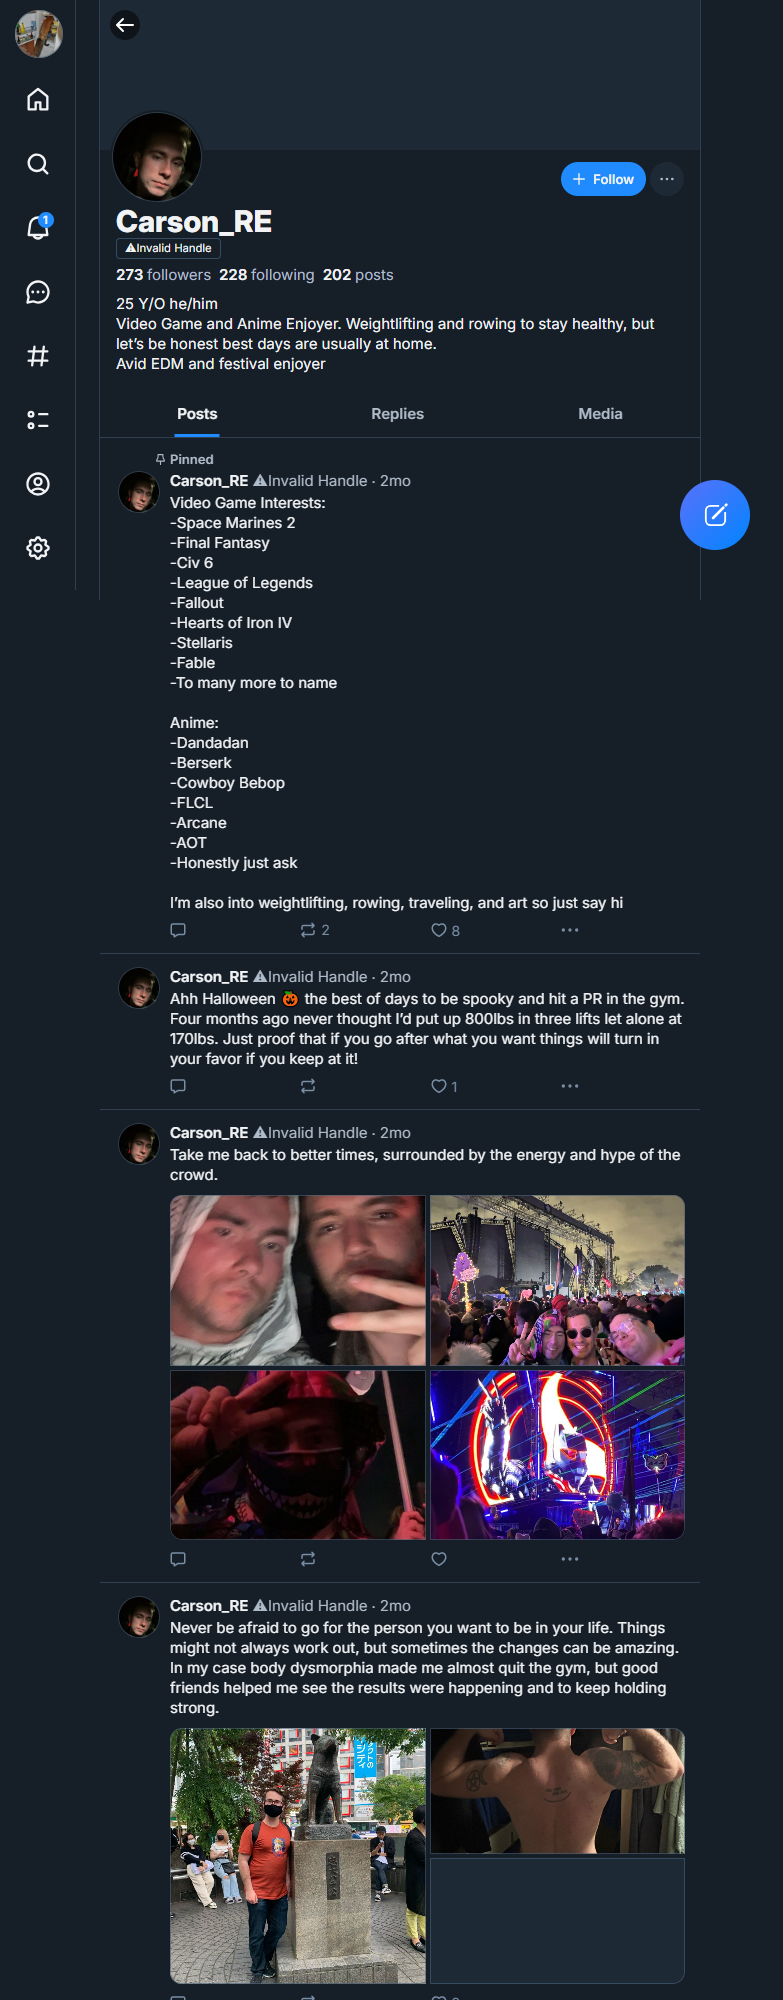 1
+ Follow
Carson_RE
⚠Invalid Handle
273 followers 228 following 202 posts
25 Y/O he/him
Video Game and Anime Enjoyer. Weightlifting and rowing to stay healthy, but
let's be honest best days are usually at home.
Avid EDM and festival enjoyer
Posts Replies Media
Pinned
Carson_RE ⚠Invalid Handle · 2mo
Video Game Interests:
-Space Marines 2
-Final Fantasy
-Civ 6
-League of Legends
-Fallout
-Hearts of Iron IV
-Stellaris
-Fable
-To many more to name
Anime:
-Dandadan
-Berserk
-Cowboy Bebop
-FLCL
-Arcane
-AOT
-Honestly just ask
I'm also into weightlifting, rowing, traveling, and art so just say hi
2 8
Carson_RE ⚠Invalid Handle · 2mo
Ahh Halloween 🎃 the best of days to be spooky and hit a PR in the gym.
Four months ago never thought I'd put up 800lbs in three lifts let alone at
170lbs. Just proof that if you go after what you want things will turn in
your favor if you keep at it!
1
Carson_RE ⚠Invalid Handle · 2mo
Take me back to better times, surrounded by the energy and hype of the
crowd.
Carson_RE ⚠Invalid Handle · 2mo
Never be afraid to go for the person you want to be in your life. Things
might not always work out, but sometimes the changes can be amazing.
In my case body dysmorphia made me almost quit the gym, but good
friends helped me see the results were happening and to keep holding
strong.